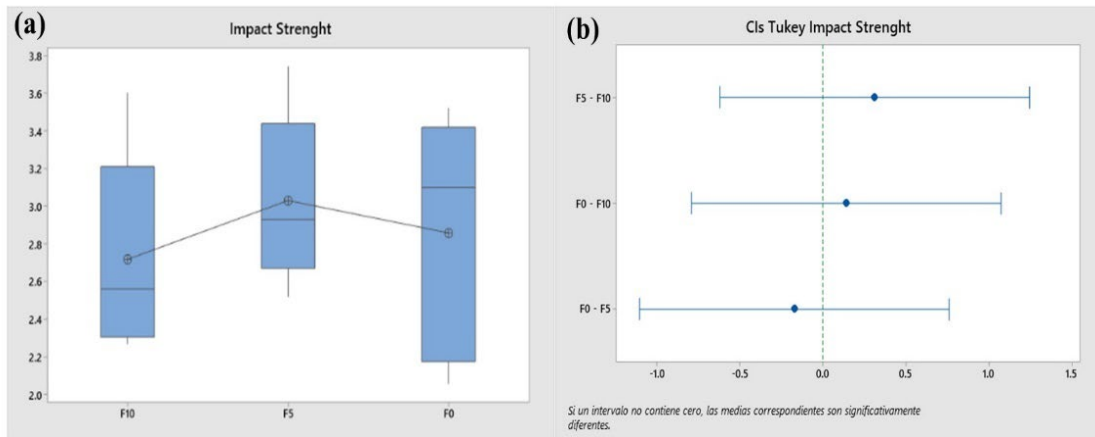 (a)
Impact Strenght
3.8
3.6
3.4
3.2
3.0
2.8
2.6
2.4
2.2
2.0
F10 F5 F0
(b)
CIs Tukey Impact Strenght
F5 - F10
F0 - F10
F0 - F5
-1.0 -0.5 0.0 0.5 1.0 1.5
Si un intervalo no contiene cero, las medias correspondientes son significativamente
diferentes.